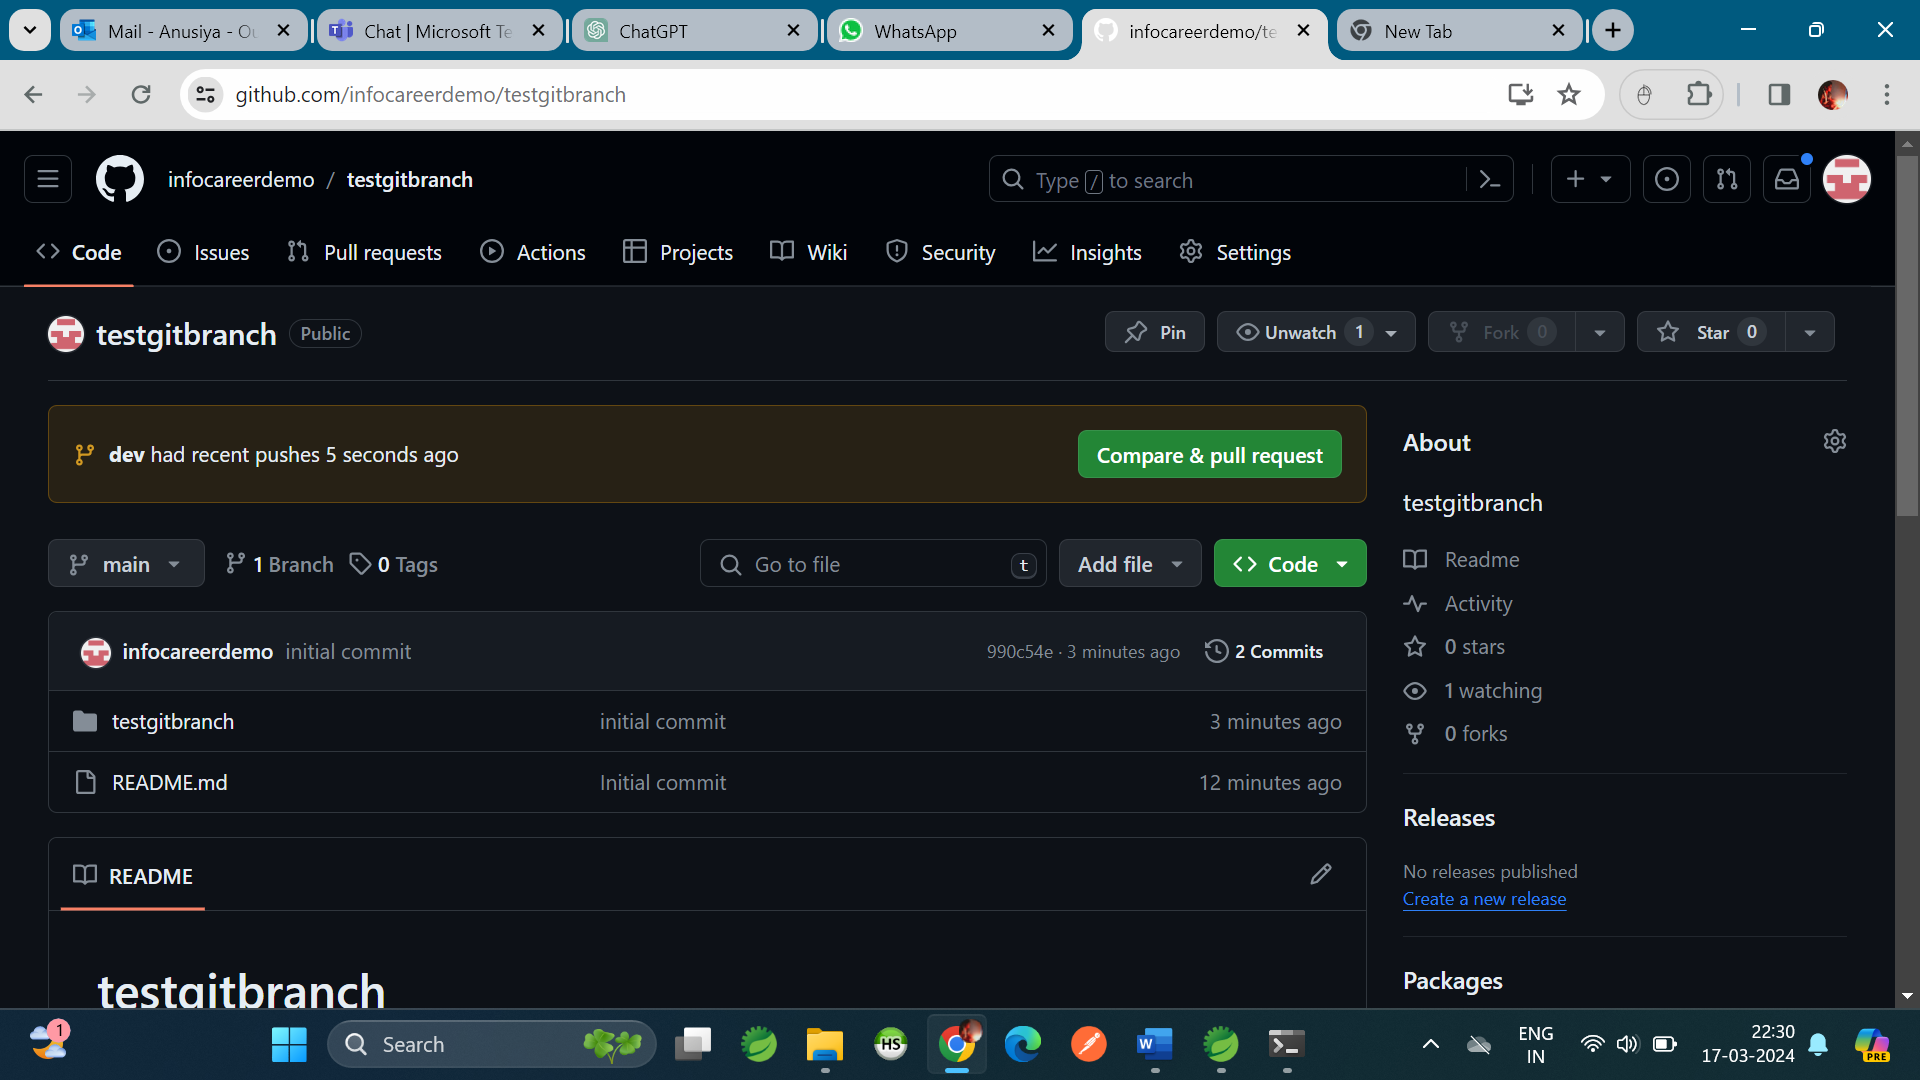 Mail - Anusiya - Ou
Chat | Microsoft Te
ChatGPT
WhatsApp
infocareerdemo/te
New Tab
github.com/infocareerdemo/testgitbranch
infocareerdemo / testgitbranch
Type / to search
Code
Issues
Pull requests
Actions
Projects
Wiki
Security
Insights
Settings
testgitbranch Public
Pin
Unwatch 1
Fork 0
Star 0
dev had recent pushes 5 seconds ago
Compare & pull request
main
1 Branch
0 Tags
Go to file t
Add file
Code
infocareerdemo initial commit 990c54e · 3 minutes ago 2 Commits
testgitbranch initial commit 3 minutes ago
README.md Initial commit 12 minutes ago
README
testgitbranch
About
testgitbranch
Readme
Activity
0 stars
1 watching
0 forks
Releases
No releases published
Create a new release
Packages
1
Search
HS
W
ENG
IN
22:30
17-03-2024
PRE